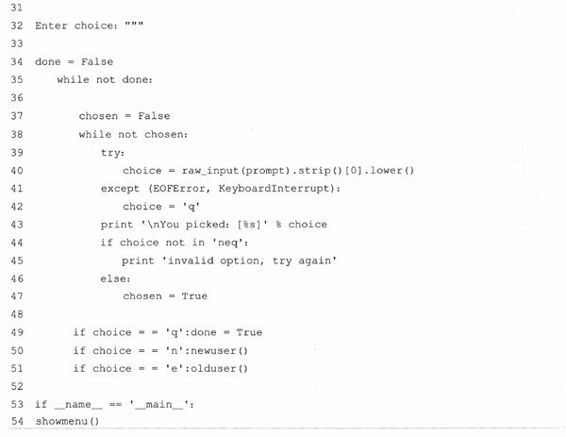 31
32 Enter choice: """
33
34 done = False
35 while not done:
36
37 chosen = False
38 while not chosen:
39 try:
40 choice = raw_input(prompt).strip()[0].lower()
41 except (EOFError, KeyboardInterrupt):
42 choice = 'q'
43 print '\nYou picked: [%s]' % choice
44 if choice not in 'neq':
45 print 'invalid option, try again'
46 else:
47 chosen = True
48
49 if choice = = 'q':done = True
50 if choice = = 'n':newuser()
51 if choice = = 'e':olduser()
52
53 if __name__ == '__main__':
54 showmenu()